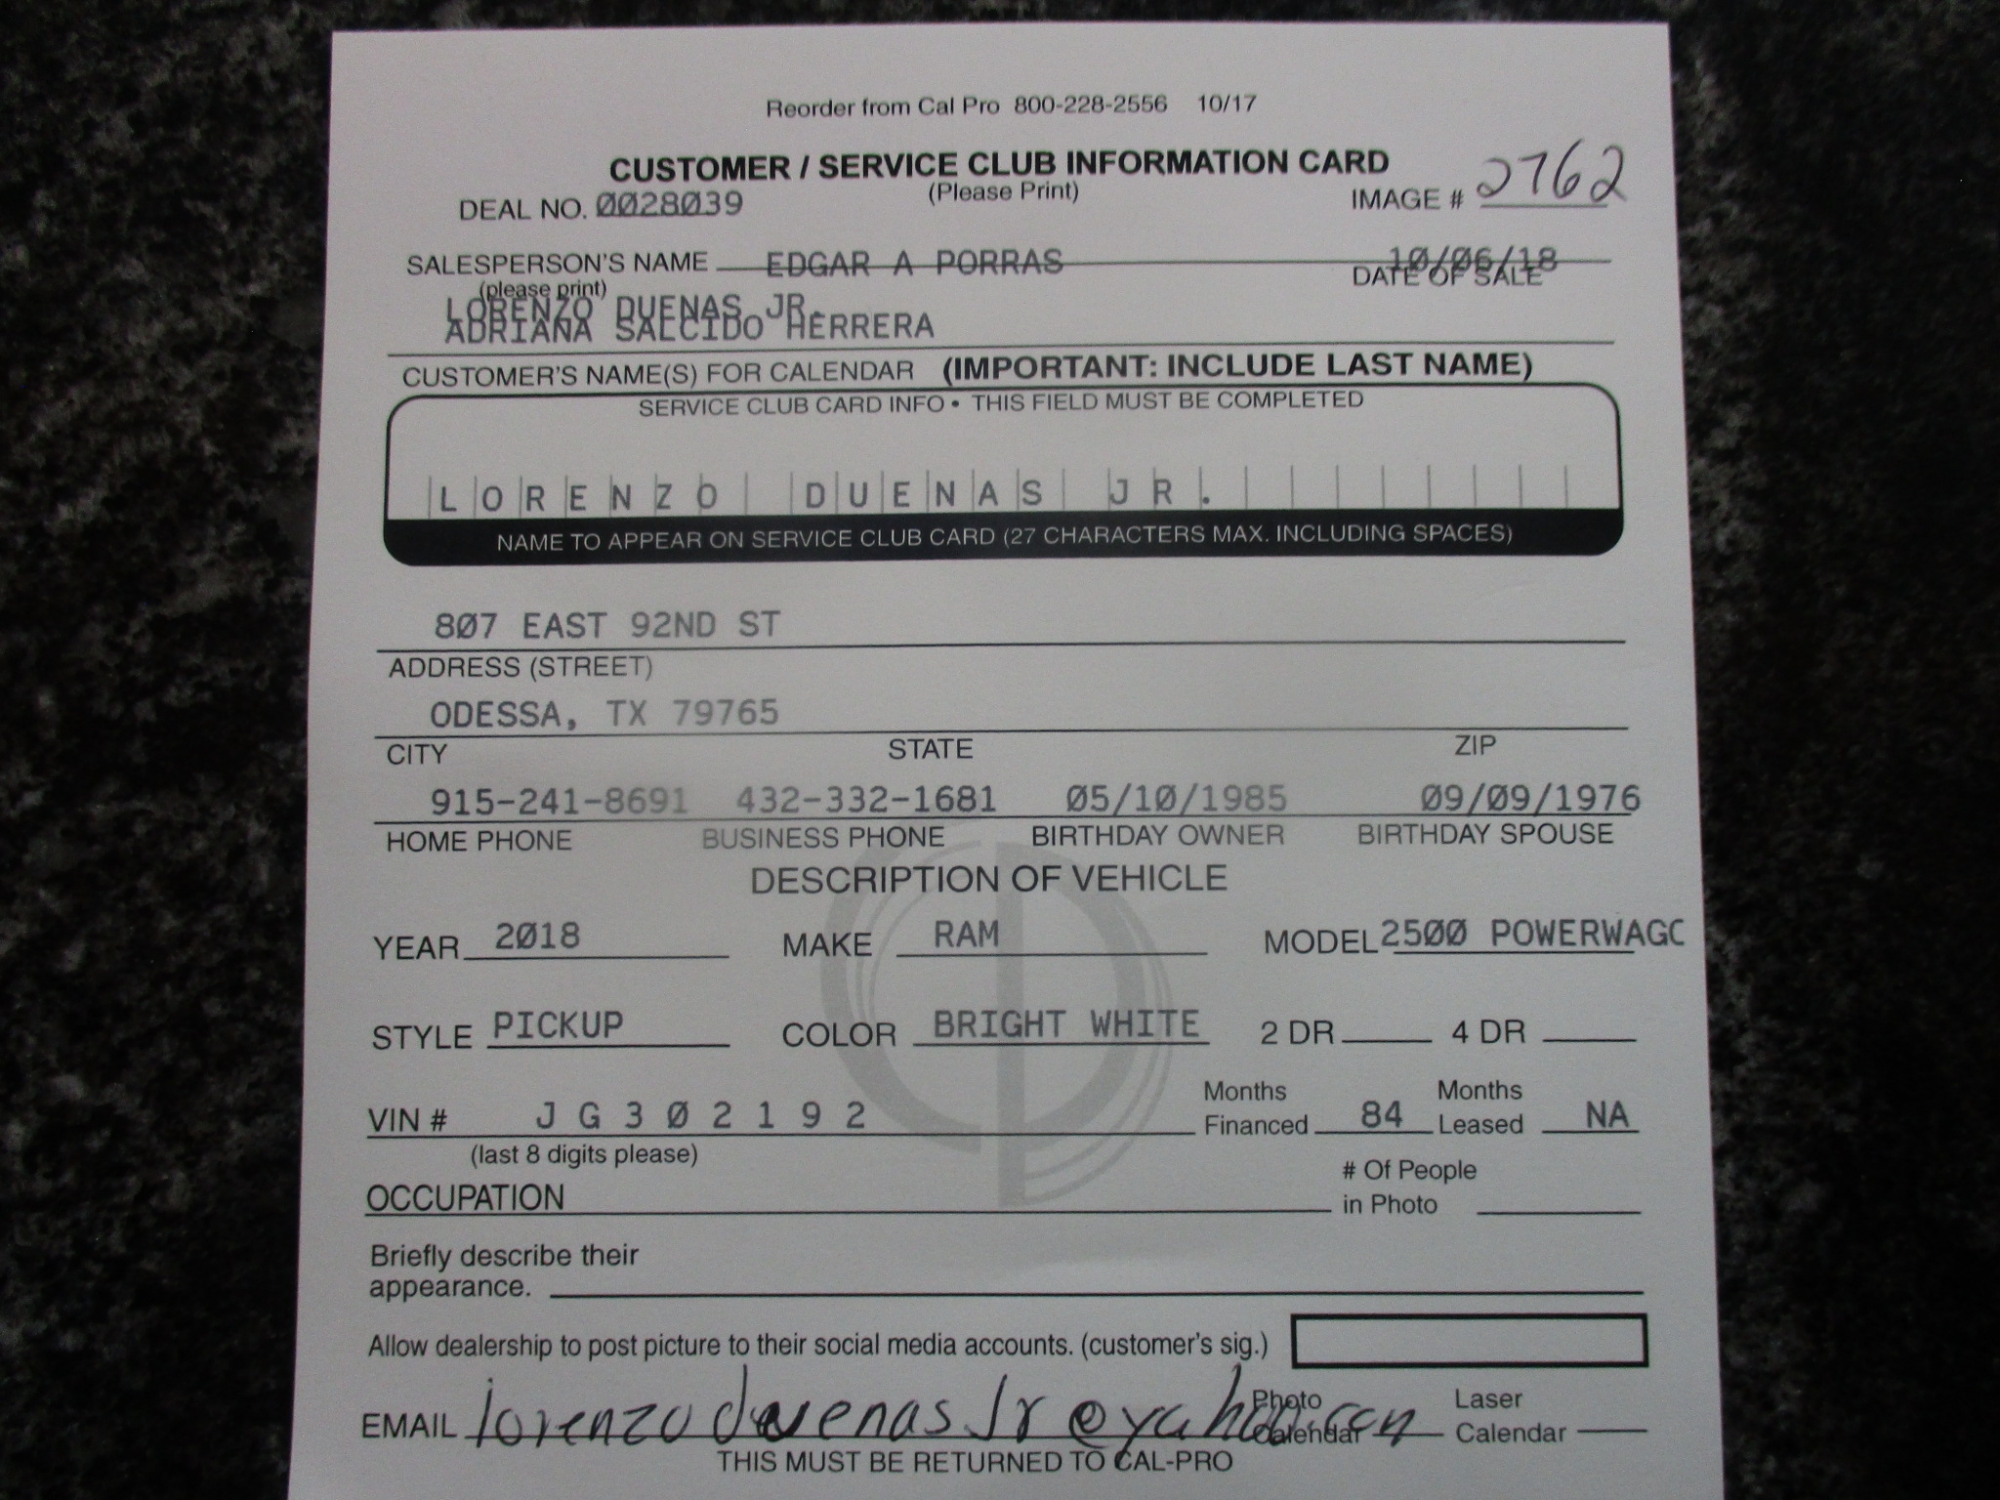 Reorder from Cal Pro 800-228-2556 10/17
CUSTOMER / SERVICE CLUB INFORMATION CARD
(Please Print)
DEAL NO. 0028039
IMAGE # 2762
SALESPERSON'S NAME EDGAR A PORRAS
10/06/18
(please print)
DATE OF SALE
LORENZO DUENAS JR.
ADRIANA SALCIDO HERRERA
CUSTOMER'S NAME(S) FOR CALENDAR (IMPORTANT: INCLUDE LAST NAME)
SERVICE CLUB CARD INFO • THIS FIELD MUST BE COMPLETED
LORENZO DUENAS JR.
NAME TO APPEAR ON SERVICE CLUB CARD (27 CHARACTERS MAX. INCLUDING SPACES)
807 EAST 92ND ST
ADDRESS (STREET)
ODESSA, TX 79765
CITY STATE ZIP
915-241-8691 432-332-1681 05/10/1985 09/09/1976
HOME PHONE BUSINESS PHONE BIRTHDAY OWNER BIRTHDAY SPOUSE
DESCRIPTION OF VEHICLE
YEAR 2018 MAKE RAM MODEL 2500 POWERWAGO
STYLE PICKUP COLOR BRIGHT WHITE 2 DR 4 DR
VIN # JG302192 Months Financed 84 Months Leased NA
(last 8 digits please)
OCCUPATION # Of People in Photo
Briefly describe their
appearance.
Allow dealership to post picture to their social media accounts. (customer's sig.)
EMAIL lorenzoduenasJr@yahoo.com Photo Calendar Laser Calendar
THIS MUST BE RETURNED TO CAL-PRO